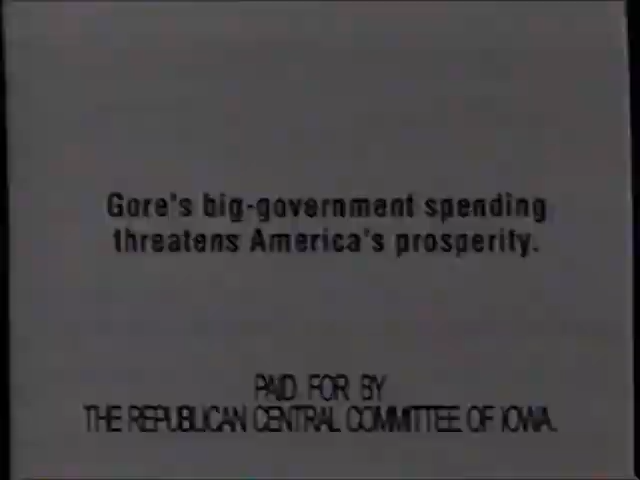 Gore's big-government spending
threatens America's prosperity.
PAID FOR BY
THE REPUBLICAN CENTRAL COMMITTEE OF IOWA.